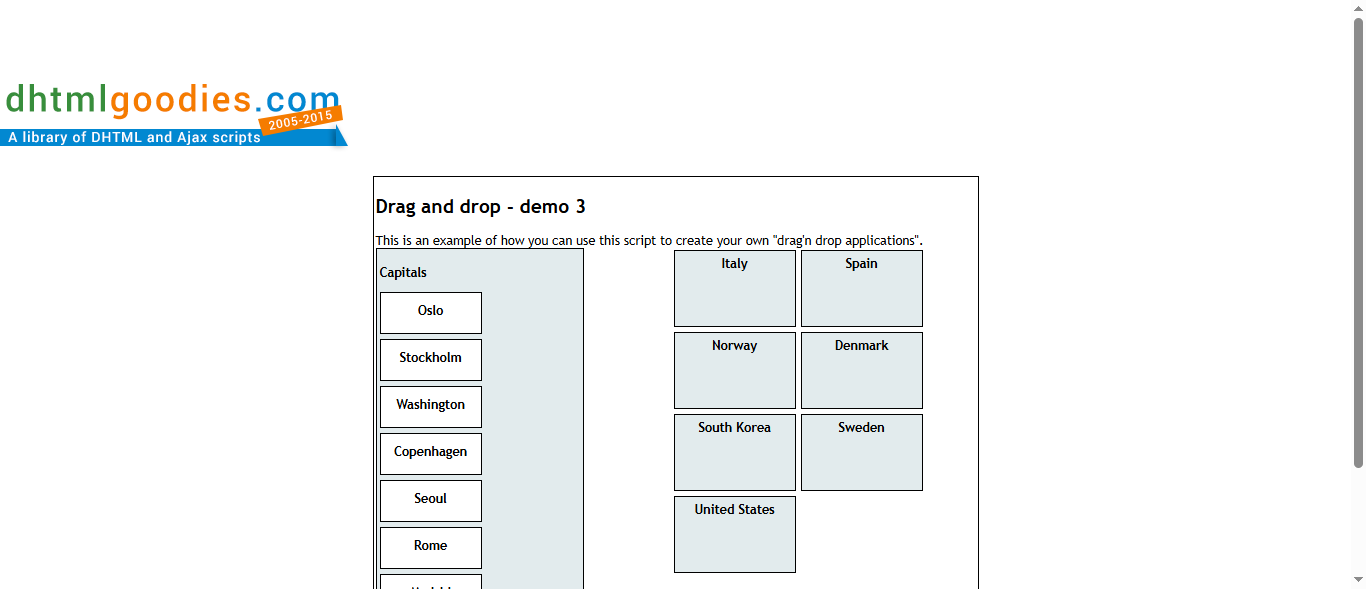 dhtmlgoodies.com
2005-2015
A library of DHTML and Ajax scripts
Drag and drop - demo 3
This is an example of how you can use this script to create your own "drag'n drop applications".
Capitals
Oslo
Stockholm
Washington
Copenhagen
Seoul
Rome
Italy
Spain
Norway
Denmark
South Korea
Sweden
United States